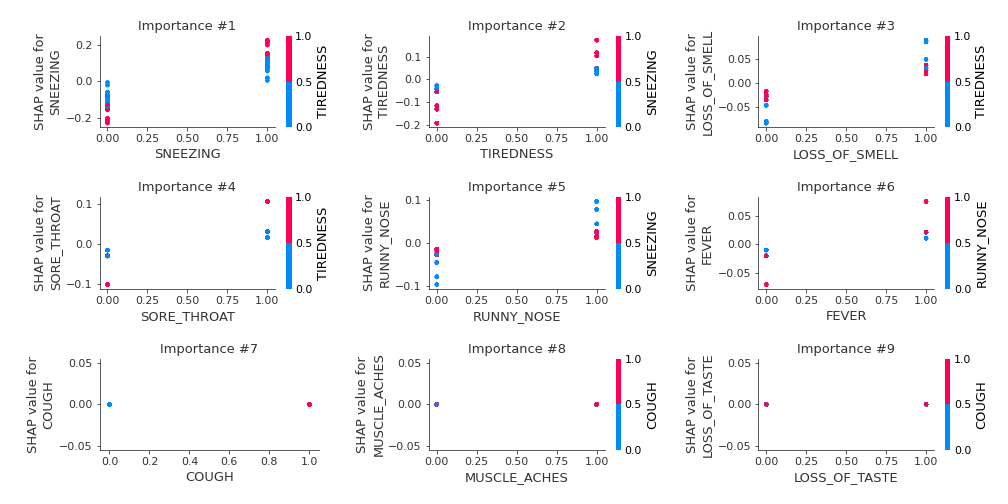 Importance #1
SHAP value for
SNEEZING
0.2
0.0
−0.2
0.00 0.25 0.50 0.75 1.00
SNEEZING
1.0
0.5
0.0
TIREDNESS
Importance #2
SHAP value for
TIREDNESS
0.1
0.0
−0.1
−0.2
0.00 0.25 0.50 0.75 1.00
TIREDNESS
1.0
0.5
0.0
SNEEZING
Importance #3
SHAP value for
LOSS_OF_SMELL
0.05
0.00
−0.05
0.00 0.25 0.50 0.75 1.00
LOSS_OF_SMELL
1.0
0.5
0.0
TIREDNESS
Importance #4
SHAP value for
SORE_THROAT
0.1
0.0
−0.1
0.00 0.25 0.50 0.75 1.00
SORE_THROAT
1.0
0.5
0.0
TIREDNESS
Importance #5
SHAP value for
RUNNY_NOSE
0.1
0.0
−0.1
0.00 0.25 0.50 0.75 1.00
RUNNY_NOSE
1.0
0.5
0.0
SNEEZING
Importance #6
SHAP value for
FEVER
0.05
0.00
−0.05
0.00 0.25 0.50 0.75 1.00
FEVER
1.0
0.5
0.0
RUNNY_NOSE
Importance #7
SHAP value for
COUGH
0.05
0.00
−0.05
0.0 0.2 0.4 0.6 0.8 1.0
COUGH
Importance #8
SHAP value for
MUSCLE_ACHES
0.05
0.00
−0.05
0.00 0.25 0.50 0.75 1.00
MUSCLE_ACHES
1.0
0.5
0.0
COUGH
Importance #9
SHAP value for
LOSS_OF_TASTE
0.05
0.00
−0.05
0.00 0.25 0.50 0.75 1.00
LOSS_OF_TASTE
1.0
0.5
0.0
COUGH